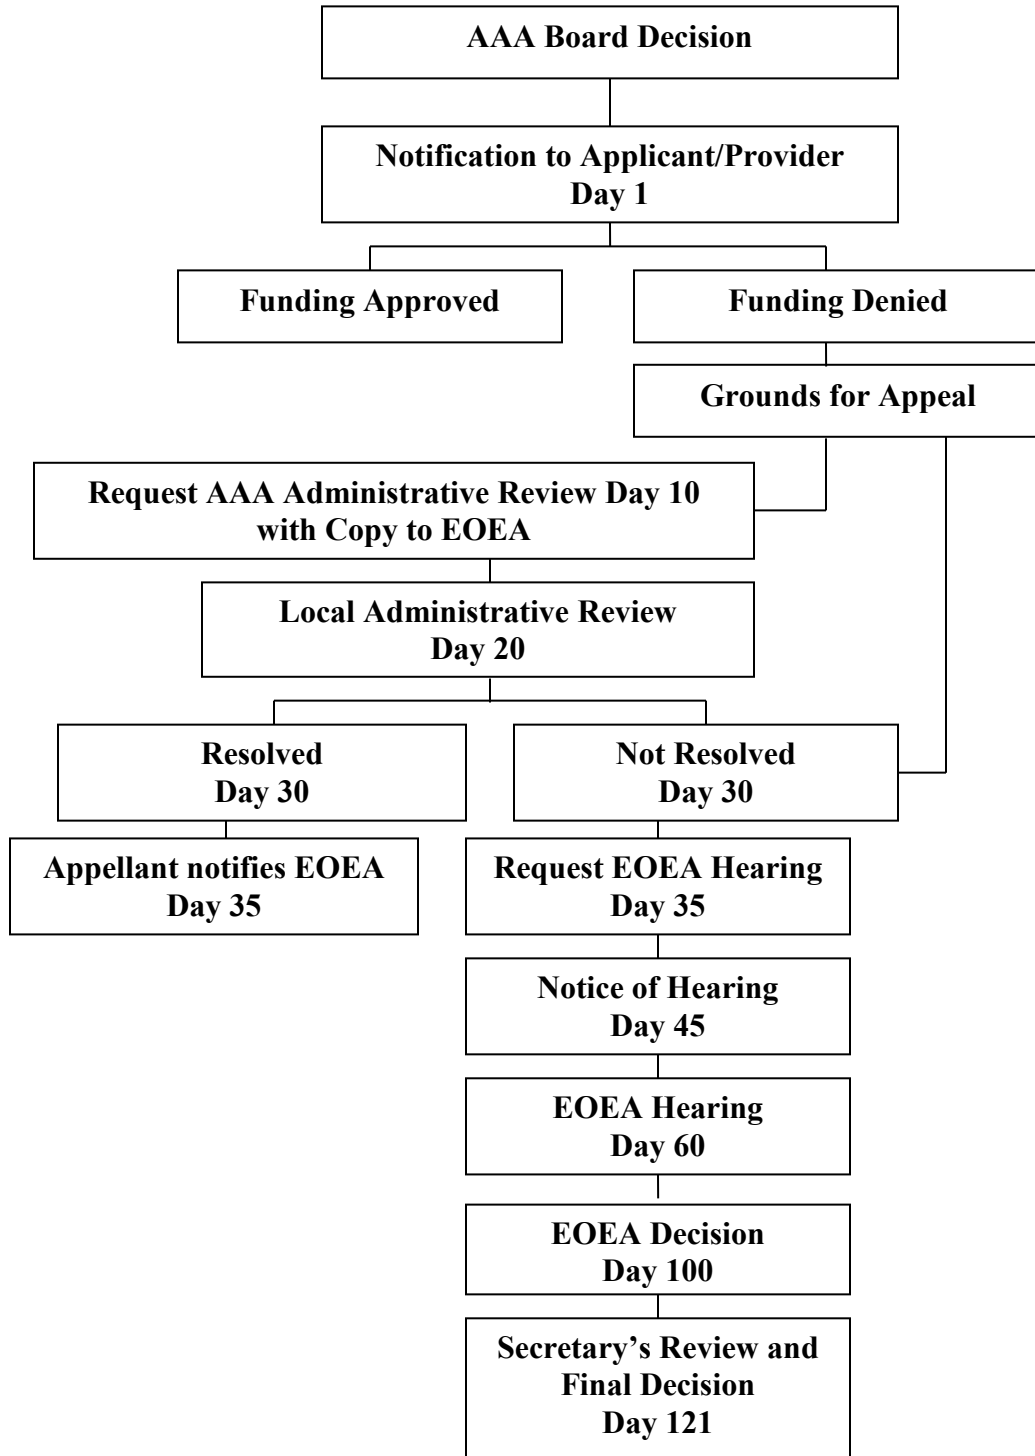 AAA Board Decision
Notification to Applicant/Provider
Day 1
Funding Approved
Funding Denied
Grounds for Appeal
Request AAA Administrative Review Day 10
with Copy to EOEA
Local Administrative Review
Day 20
Resolved
Day 30
Not Resolved
Day 30
Appellant notifies EOEA
Day 35
Request EOEA Hearing
Day 35
Notice of Hearing
Day 45
EOEA Hearing
Day 60
EOEA Decision
Day 100
Secretary’s Review and
Final Decision
Day 121